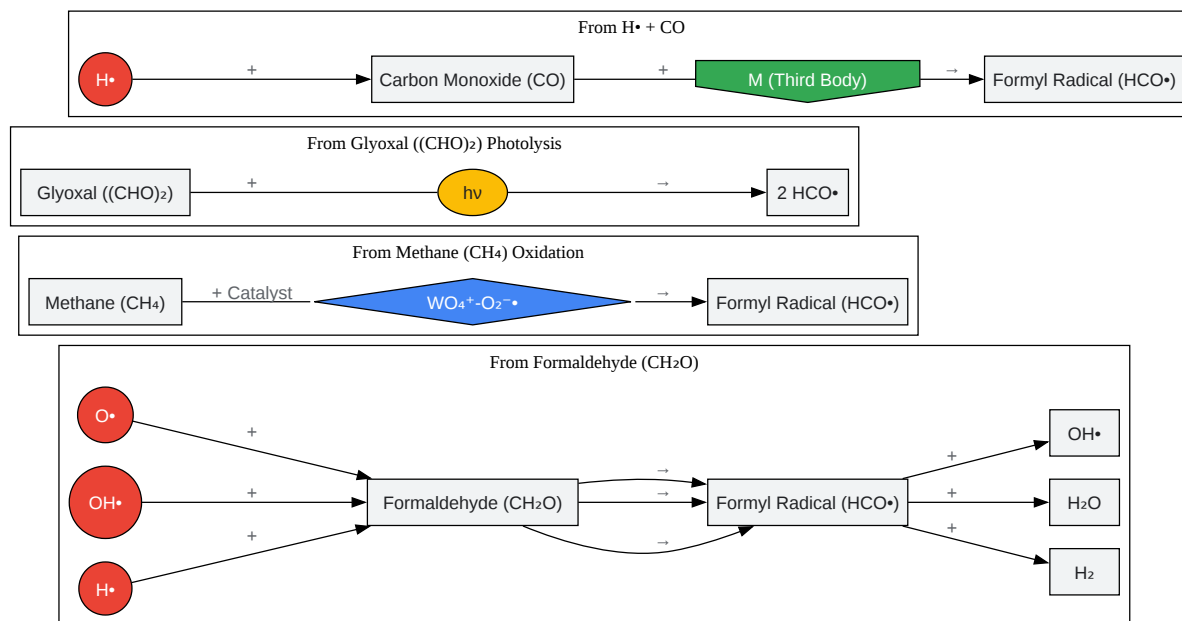 From H• + CO
H• + Carbon Monoxide (CO) + M (Third Body) → Formyl Radical (HCO•)
From Glyoxal ((CHO)₂) Photolysis
Glyoxal ((CHO)₂) + hν → 2 HCO•
From Methane (CH₄) Oxidation
Methane (CH₄) + Catalyst WO₄⁺-O₂⁻• → Formyl Radical (HCO•)
From Formaldehyde (CH₂O)
O• + → + OH•
OH• + Formaldehyde (CH₂O) → Formyl Radical (HCO•) + H₂O
H• + → + H₂